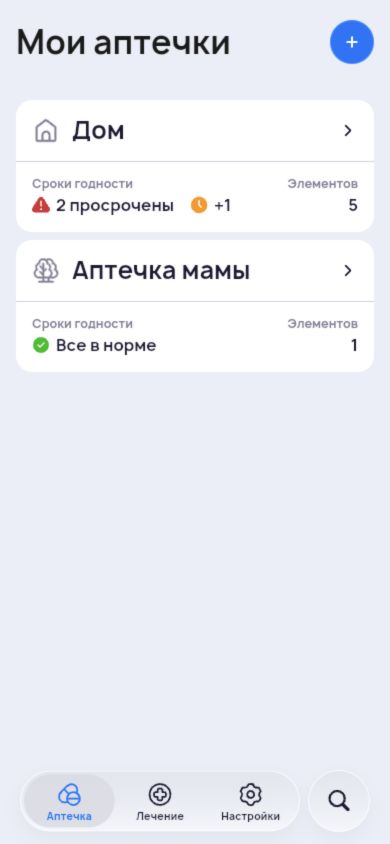 Мои аптечки
Дом
Сроки годности Элементов
2 просрочены +1 5
Аптечка мамы
Сроки годности Элементов
Все в норме 1
Аптечка Лечение Настройки